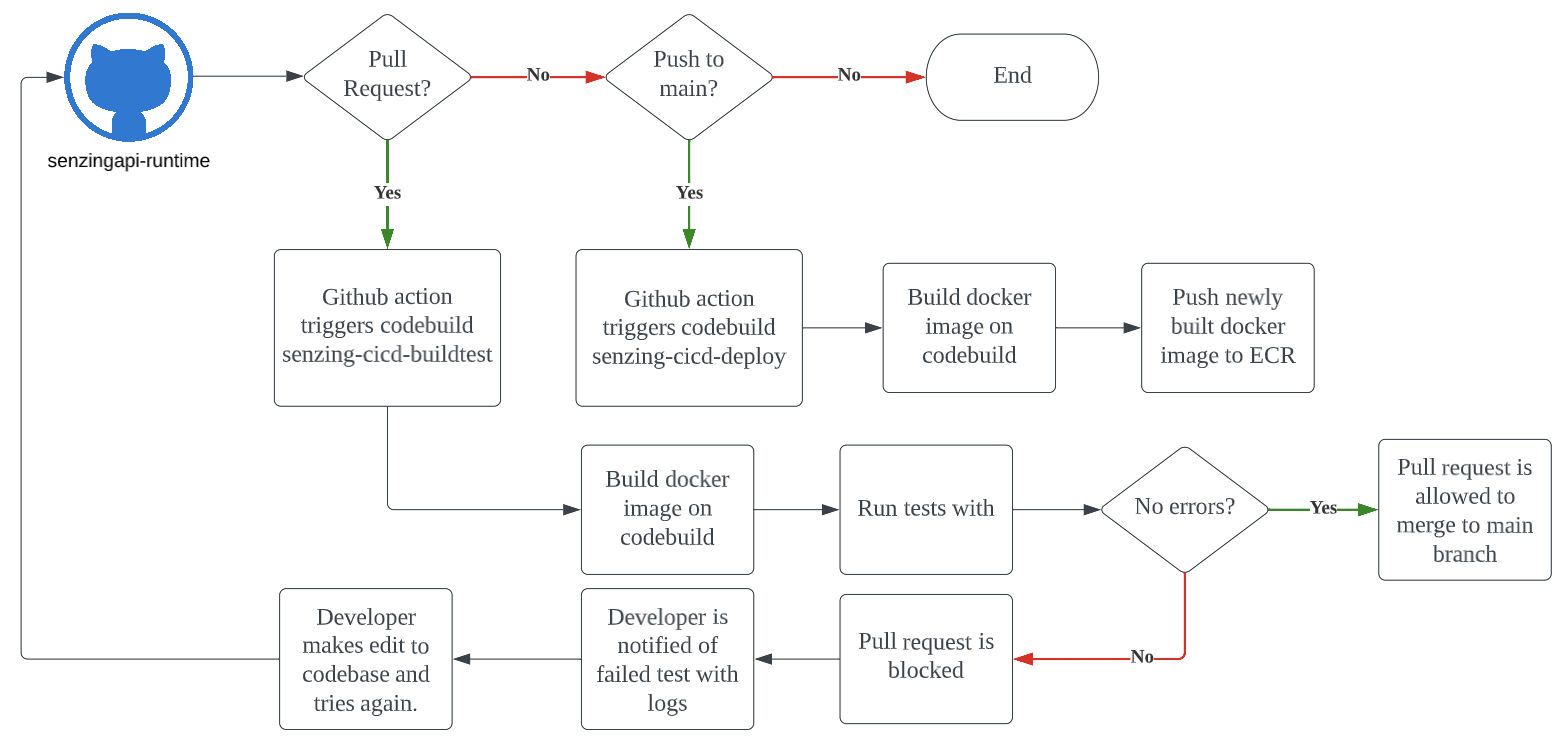 Pull
Request?
No
Push to
main?
No
End
senzingapi-runtime
Yes
Yes
Github action
triggers codebuild
senzing-cicd-buildtest
Github action
triggers codebuild
senzing-cicd-deploy
Build docker
image on
codebuild
Push newly
built docker
image to ECR
Build docker
image on
codebuild
Run tests with
No errors?
Yes
Pull request is
allowed to
merge to main
branch
No
Pull request is
blocked
Developer is
notified of
failed test with
logs
Developer
makes edit to
codebase and
tries again.